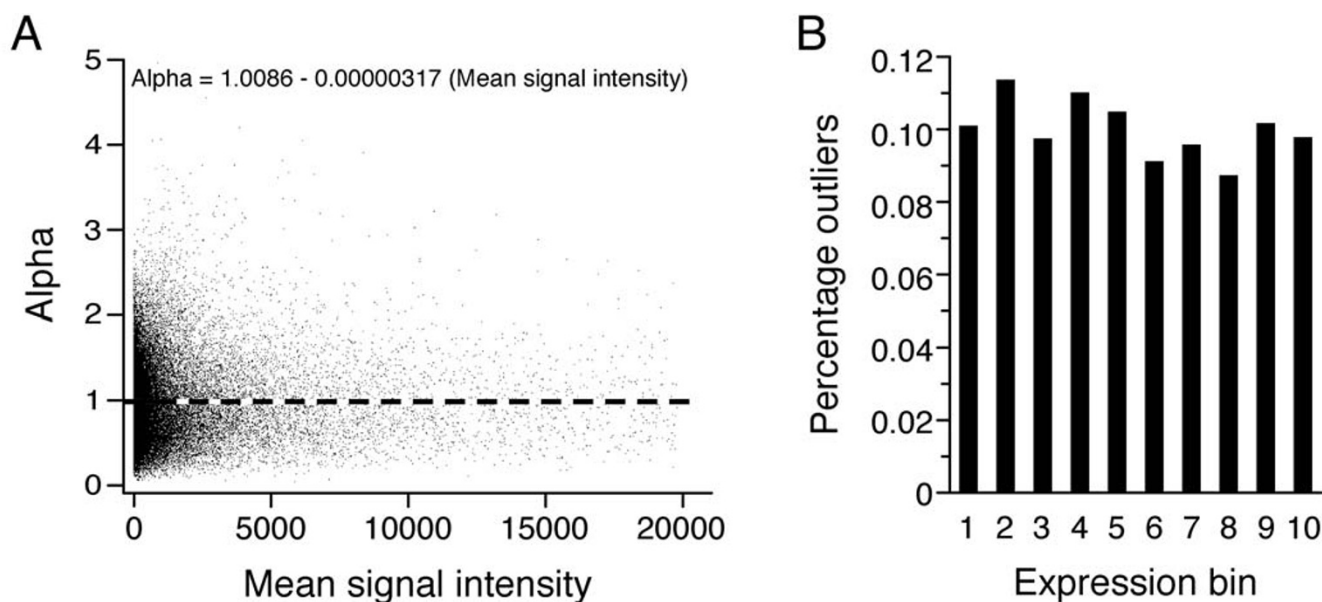 A
Alpha = 1.0086 - 0.00000317 (Mean signal intensity)
5
4
3
2
1
0
Alpha
0 5000 10000 15000 20000
Mean signal intensity
B
0.12
0.10
0.08
0.06
0.04
0.02
0
Percentage outliers
1 2 3 4 5 6 7 8 9 10
Expression bin